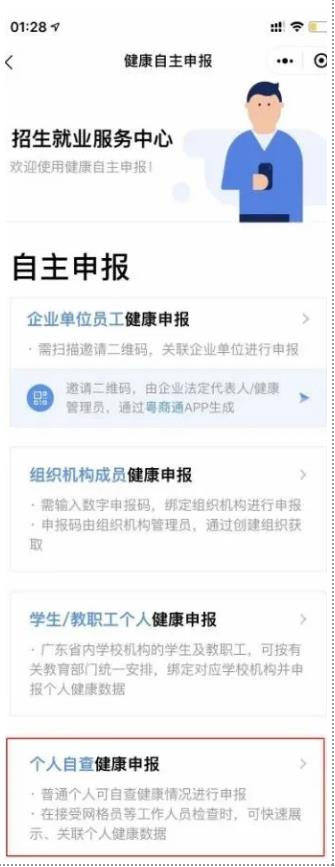 01:28
健康自主申报
招生就业服务中心
欢迎使用健康自主申报！
自主申报
企业单位员工健康申报
· 需扫描邀请二维码，关联企业单位进行申报
邀请二维码，由企业法定代表人/健康
管理员，通过粤商通APP生成
组织机构成员健康申报
· 需输入数字申报码，绑定组织机构进行申报
· 申报码由组织机构管理员，通过创建组织获
取
学生/教职工个人健康申报
· 广东省内学校机构的学生及教职工，可按有
关教育部门统一安排，绑定对应学校机构并申
报个人健康数据
个人自查健康申报
· 普通个人可自查健康情况进行申报
· 在接受网格员等工作人员检查时，可快速展
示、关联个人健康数据